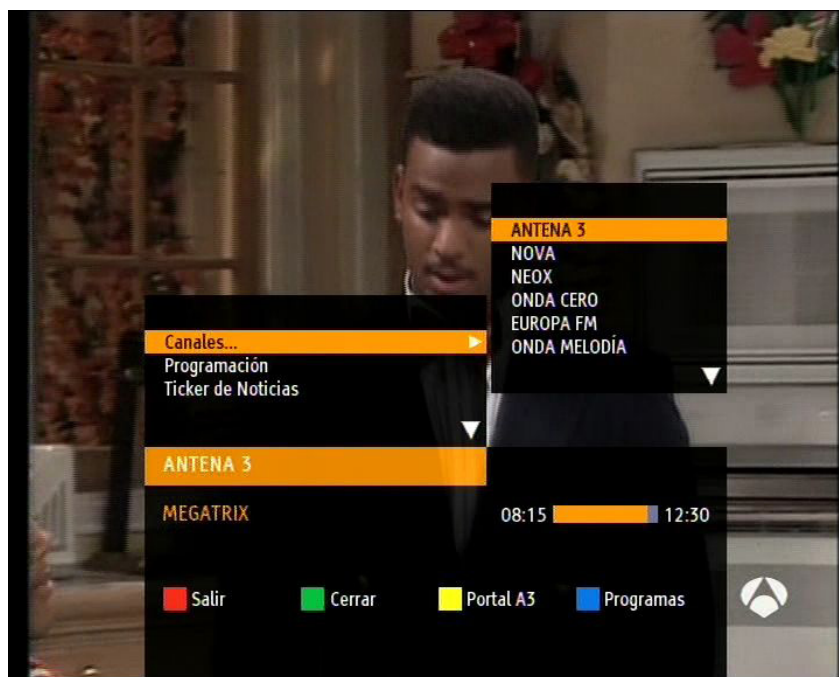 ANTENA 3
NOVA
NEOX
ONDA CERO
EUROPA FM
ONDA MELODÍA
Canales...
Programación
Ticker de Noticias
ANTENA 3
MEGATRIX
08:15 12:30
Salir Cerrar Portal A3 Programas